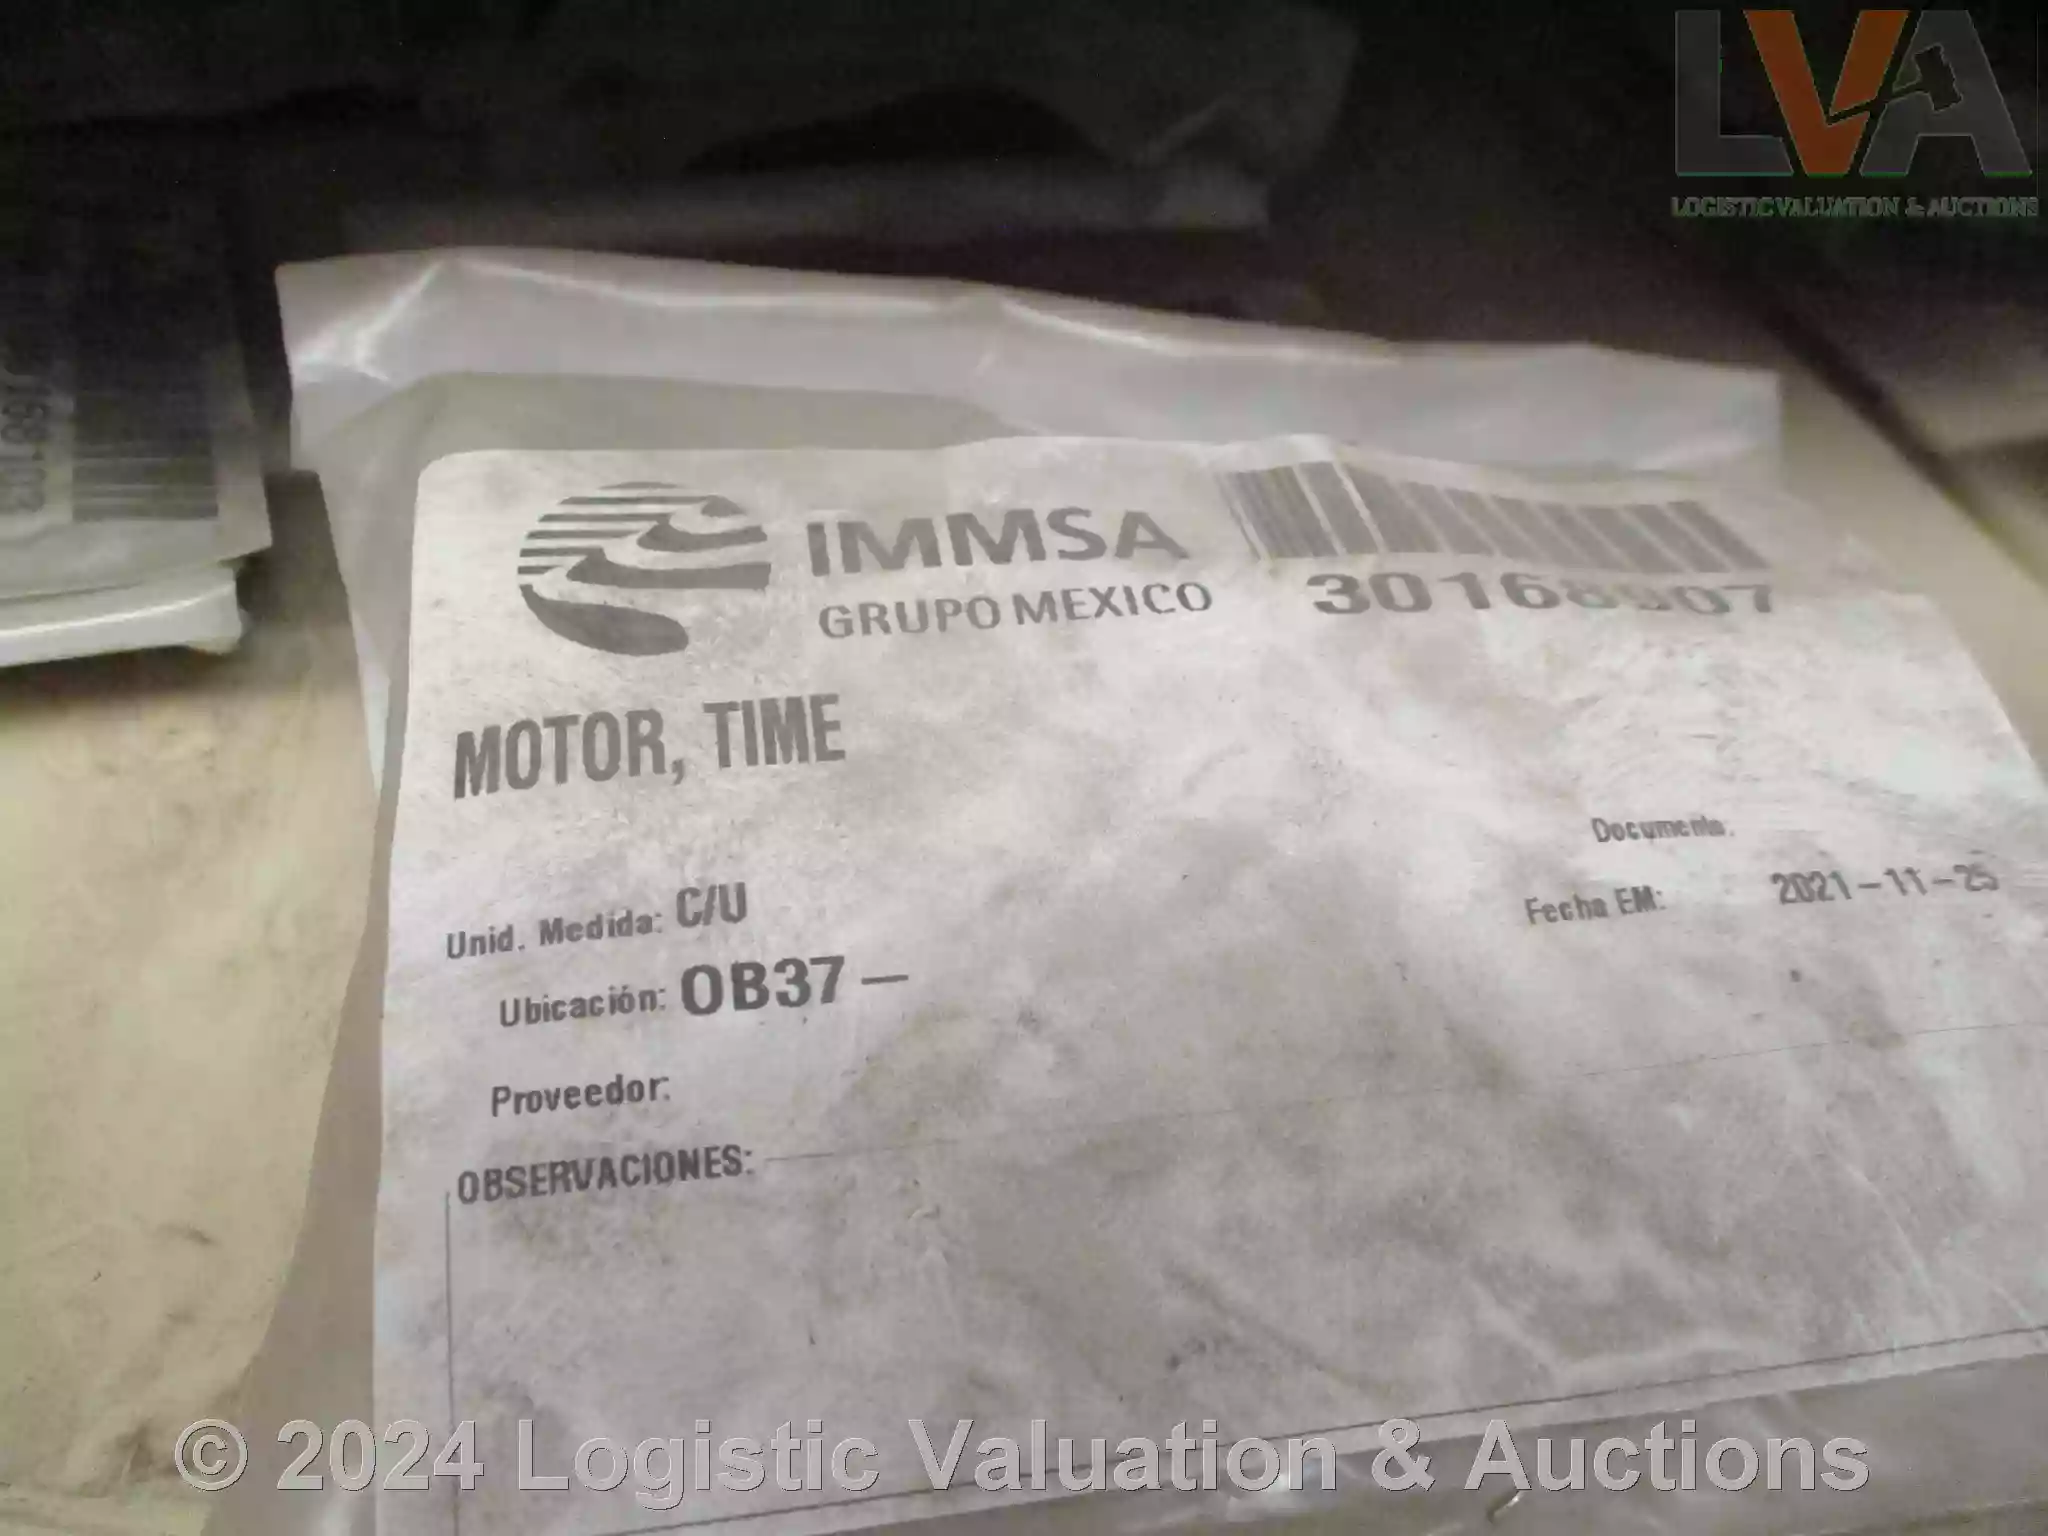 LVA
LOGISTIC VALUATION & AUCTIONS
IMMSA
GRUPO MEXICO
30168907
MOTOR, TIME
Documento:
Unid. Medida: C/U
Fecha EM: 2021-11-25
Ubicación: OB37-
Proveedor:
OBSERVACIONES:
© 2024 Logistic Valuation & Auctions